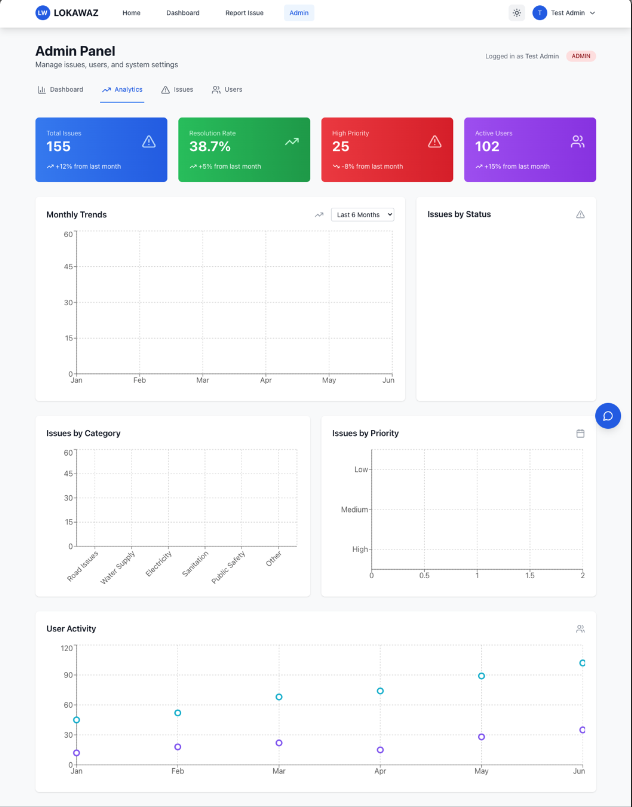 LW LOKAWAZ Home Dashboard Report Issue Admin T Test Admin
Admin Panel
Manage issues, users, and system settings
Logged in as Test Admin ADMIN
Dashboard Analytics Issues Users
Total Issues
155
+12% from last month
Resolution Rate
38.7%
+5% from last month
High Priority
25
-8% from last month
Active Users
102
+15% from last month
Monthly Trends
Last 6 Months
60
45
30
15
0
Jan Feb Mar Apr May Jun
Issues by Status
Issues by Category
60
45
30
15
0
Road Issues
Water Supply
Electricity
Sanitation
Public Safety
Other
Issues by Priority
Low
Medium
High
0 0.5 1 1.5 2
User Activity
120
90
60
30
0
Jan Feb Mar Apr May Jun